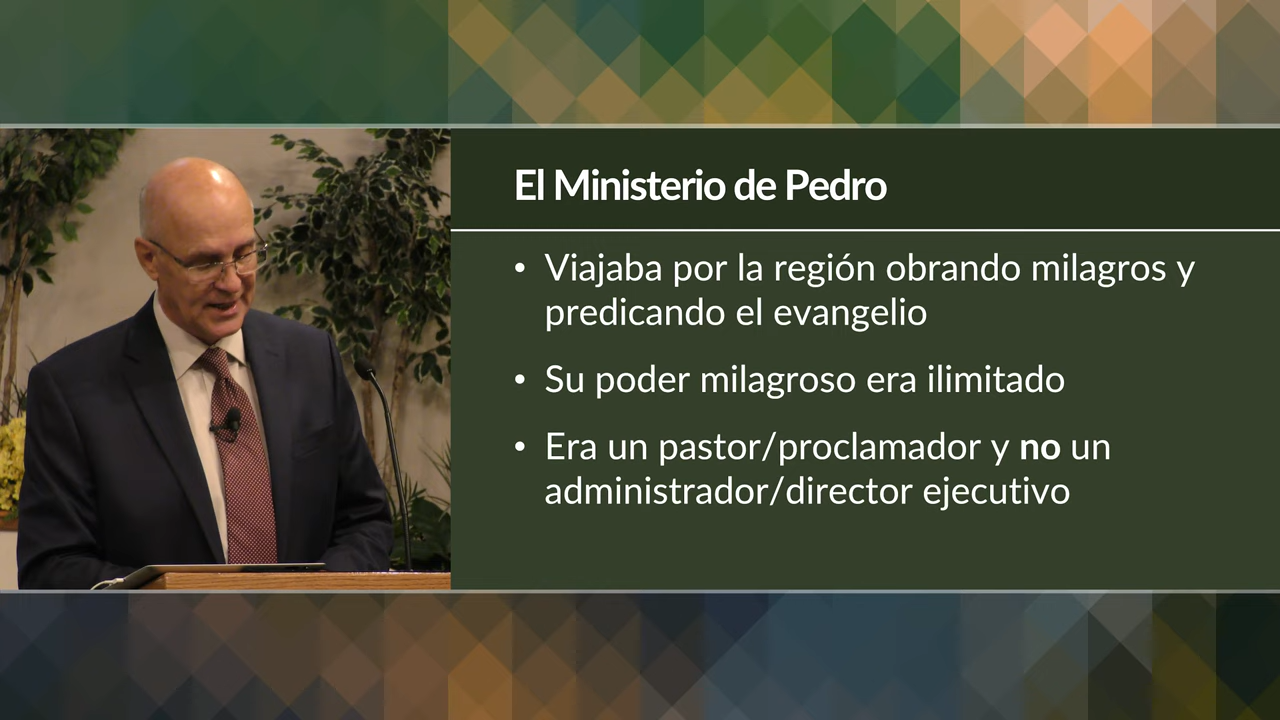 El Ministerio de Pedro
• Viajaba por la región obrando milagros y
predicando el evangelio
• Su poder milagroso era ilimitado
• Era un pastor/proclamador y no un
administrador/director ejecutivo